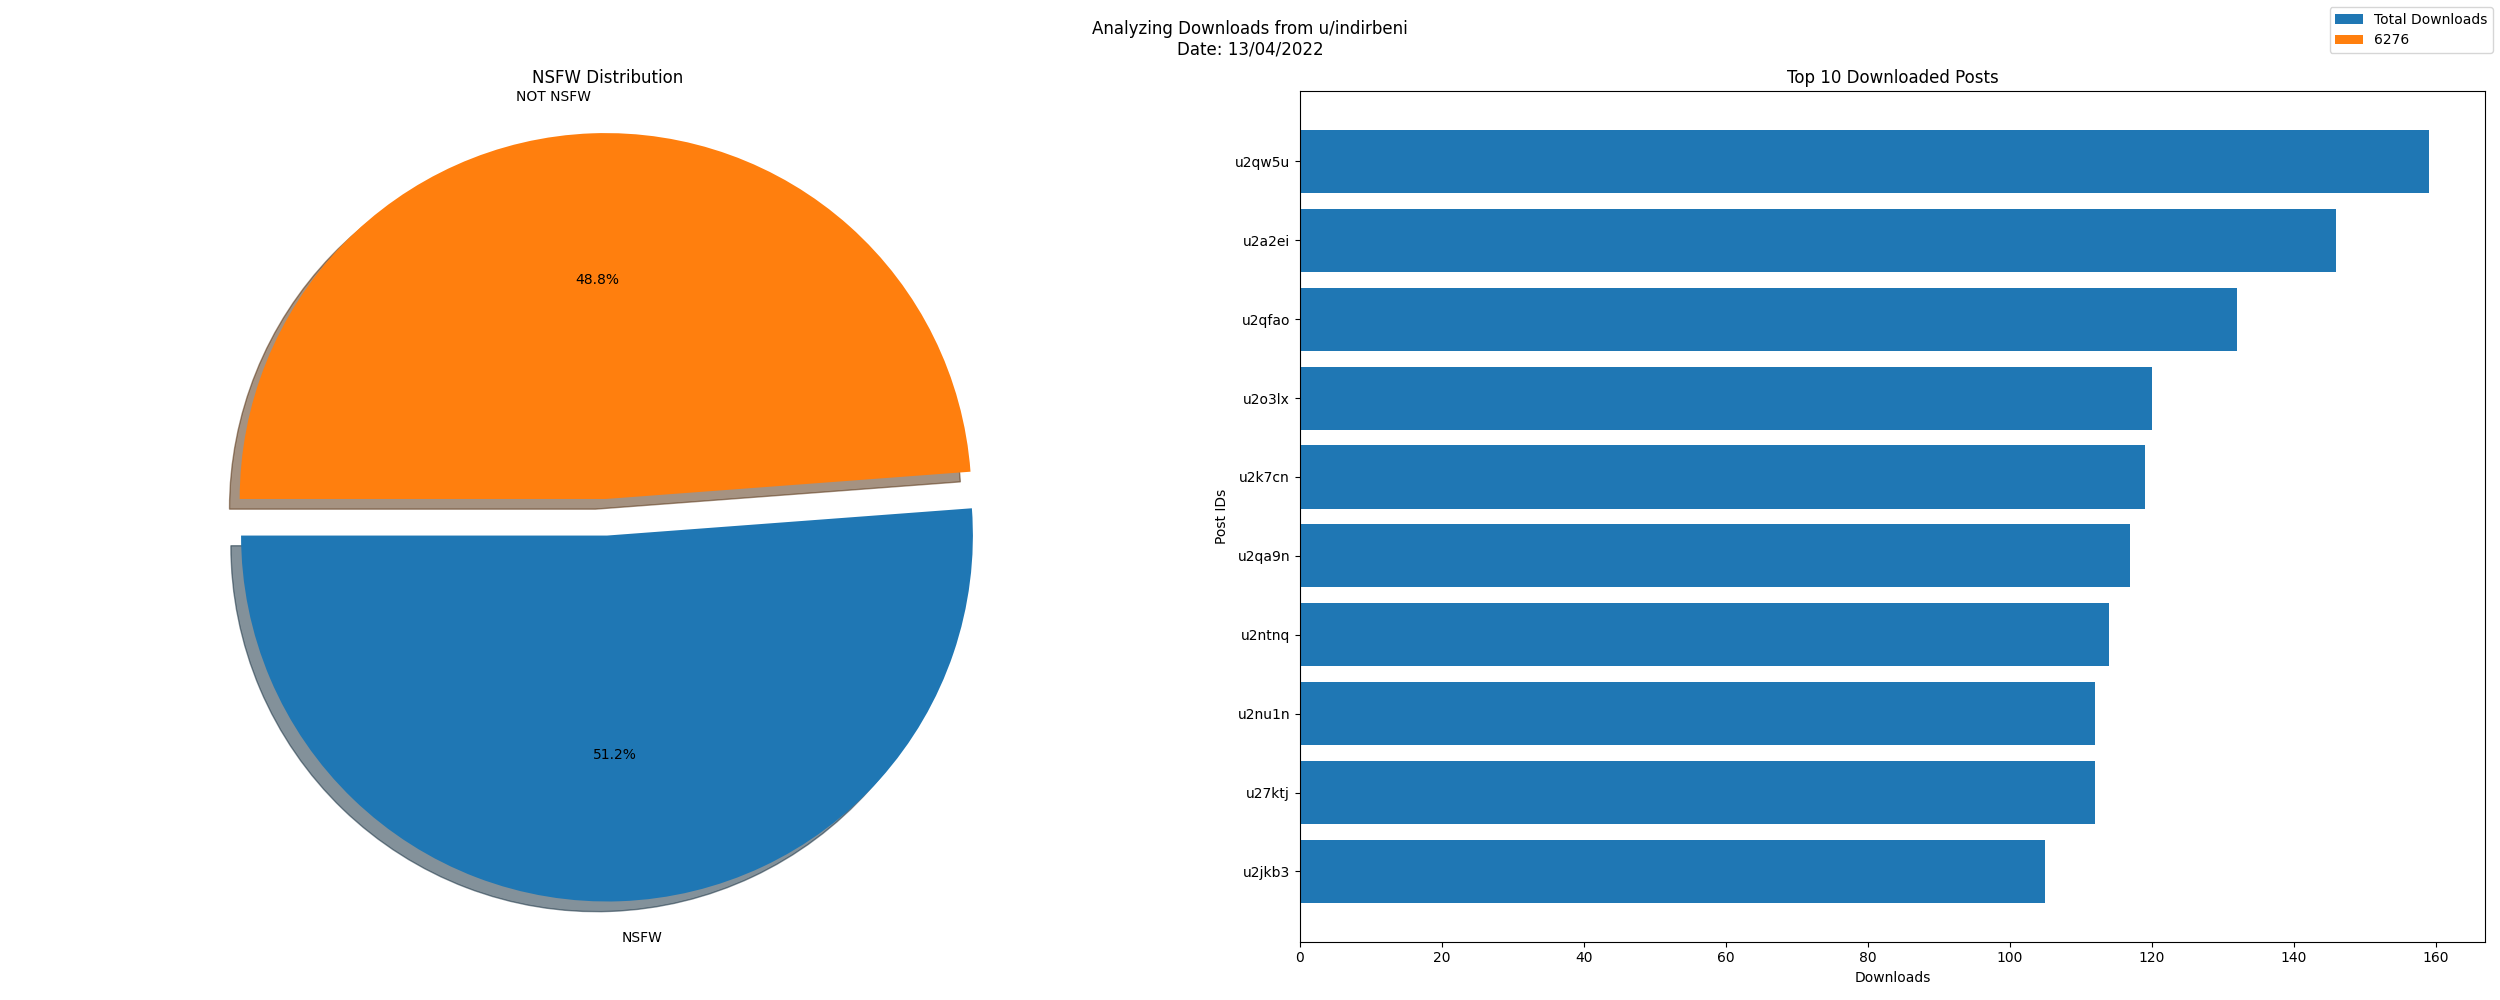 Analyzing Downloads from u/indirbeni
Date: 13/04/2022
Total Downloads
6276
NSFW Distribution
NOT NSFW
48.8%
51.2%
NSFW
Top 10 Downloaded Posts
Post IDs
u2qw5u
u2a2ei
u2qfao
u2o3lx
u2k7cn
u2qa9n
u2ntnq
u2nu1n
u27ktj
u2jkb3
0 20 40 60 80 100 120 140 160
Downloads